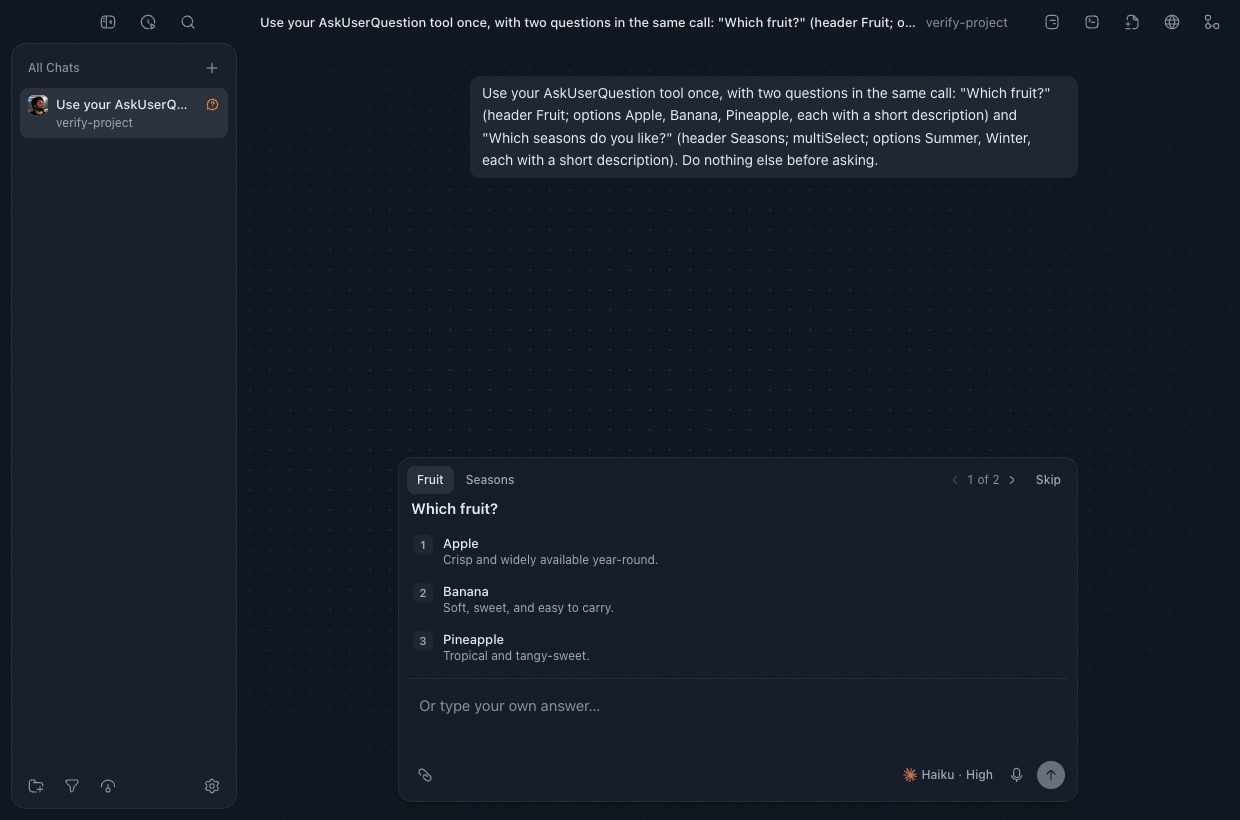 Use your AskUserQuestion tool once, with two questions in the same call: "Which fruit?" (header Fruit; o... verify-project
All Chats
Use your AskUserQ...
verify-project
Use your AskUserQuestion tool once, with two questions in the same call: "Which fruit?"
(header Fruit; options Apple, Banana, Pineapple, each with a short description) and
"Which seasons do you like?" (header Seasons; multiSelect; options Summer, Winter,
each with a short description). Do nothing else before asking.
Fruit Seasons 1 of 2 Skip
Which fruit?
1 Apple
Crisp and widely available year-round.
2 Banana
Soft, sweet, and easy to carry.
3 Pineapple
Tropical and tangy-sweet.
Or type your own answer...
Haiku · High